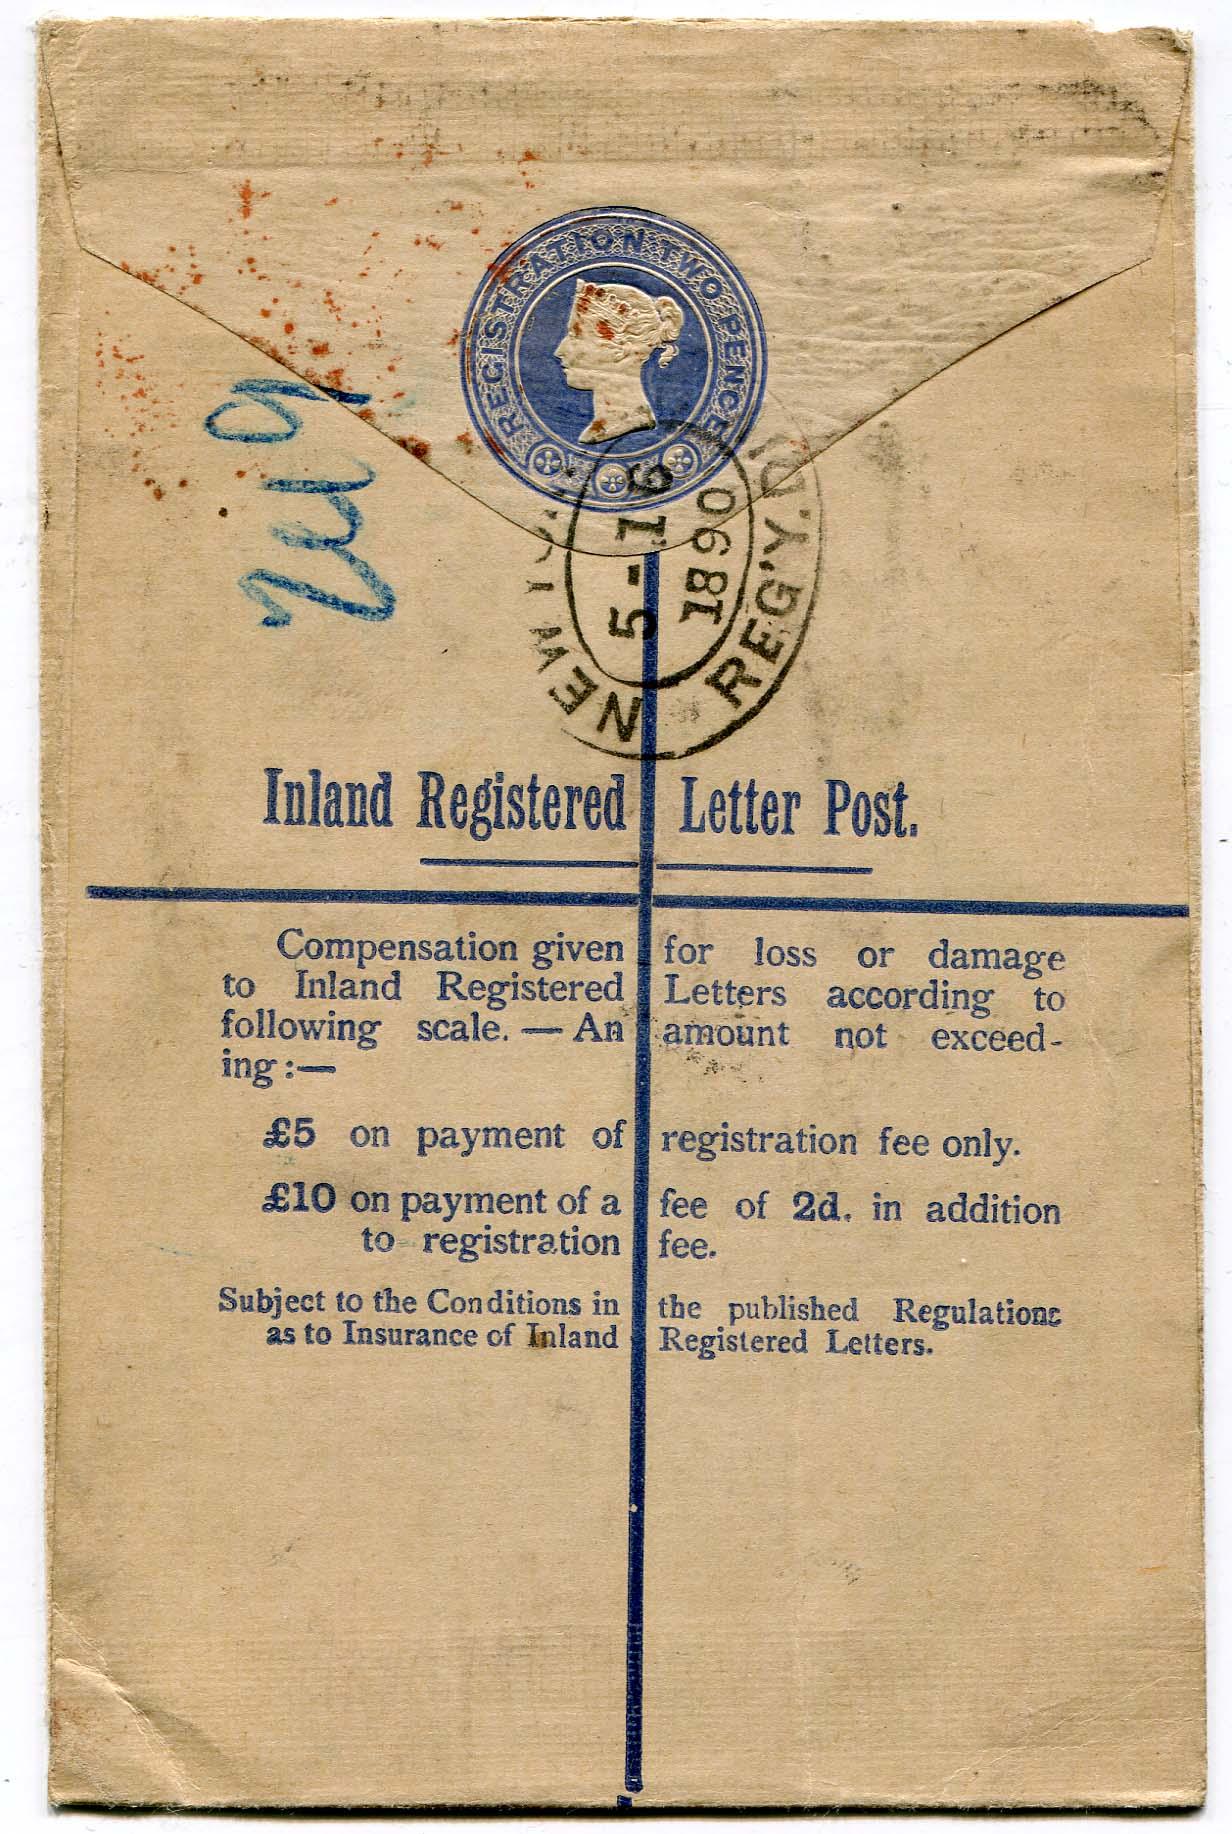 REGISTRATION TWO PENCE
NEW
REG'Y.
5-16
1890
Inland Registered Letter Post.
Compensation given for loss or damage
to Inland Registered Letters according to
following scale. — An amount not exceed-
ing :—
£5 on payment of registration fee only.
£10 on payment of a fee of 2d. in addition
to registration fee.
Subject to the Conditions in the published Regulations
as to Insurance of Inland Registered Letters.